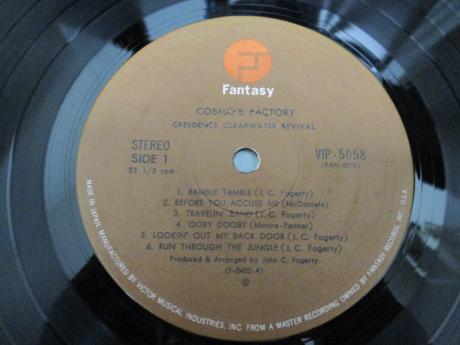 Fantasy
COSMO'S FACTORY
CREEDENCE CLEARWATER REVIVAL
STEREO
SIDE 1
33 1/3 rpm
VIP-5058
1. RAMBLE TAMBLE (J. C. Fogerty)
2. BEFORE YOU ACCUSE ME (McDaniels)
3. TRAVELIN' BAND (J. C. Fogerty)
4. OOBY DOOBY (Moore-Penner)
5. LOOKIN' OUT MY BACK DOOR (J. C. Fogerty)
6. RUN THROUGH THE JUNGLE (J. C. Fogerty)
Produced & Arranged by John C. Fogerty
(F-8402-A)
Ⓟ
MADE IN JAPAN, MANUFACTURED BY VICTOR MUSICAL INDUSTRIES, INC. FROM A MASTER RECORDING OWNED BY FANTASY RECORDS, INC. U.S.A.